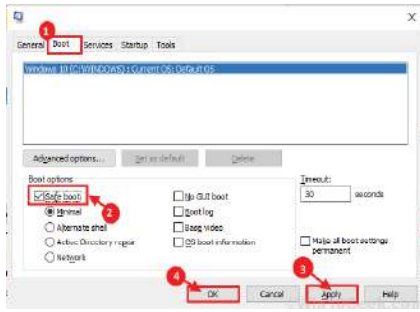 1
General Boot Services Startup Tools
Windows 10 (C:\WINDOWS) : Current OS; Default OS
Advanced options... Set as default Delete
Boot options
Safe boot
2
Minimal
Alternate shell
Active Directory repair
Network
No GUI boot
Boot log
Base video
OS boot information
Timeout:
30 seconds
Make all boot settings
permanent
4
3
OK Cancel Apply Help